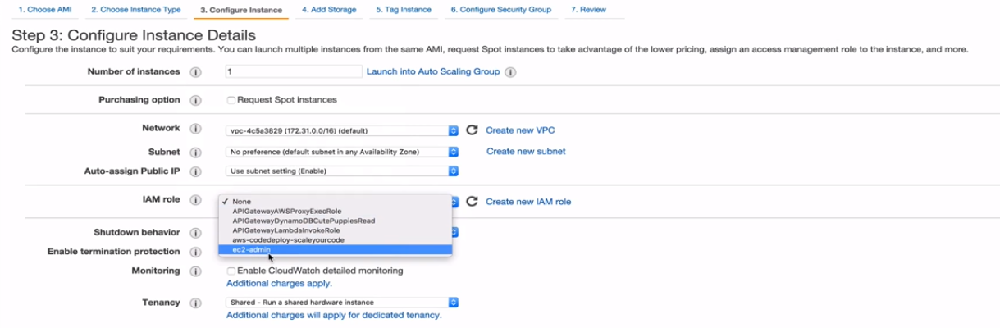 1. Choose AMI 2. Choose Instance Type 3. Configure Instance 4. Add Storage 5. Tag Instance 6. Configure Security Group 7. Review
Step 3: Configure Instance Details
Configure the instance to suit your requirements. You can launch multiple instances from the same AMI, request Spot instances to take advantage of the lower pricing, assign an access management role to the instance, and more.
Number of instances i 1 Launch into Auto Scaling Group i
Purchasing option i Request Spot instances
Network i vpc-4c5a3829 (172.31.0.0/16) (default) Create new VPC
Subnet i No preference (default subnet in any Availability Zone) Create new subnet
Auto-assign Public IP i Use subnet setting (Enable)
IAM role i ✓ None Create new IAM role
APIGatewayAWSProxyExecRole
APIGatewayDynamoDBCutePuppiesRead
APIGatewayLambdaInvokeRole
Shutdown behavior i
aws-codedeploy-scaleyourcode
ec2-admin
Enable termination protection i
Monitoring i Enable CloudWatch detailed monitoring
Additional charges apply.
Tenancy i Shared - Run a shared hardware instance
Additional charges will apply for dedicated tenancy.